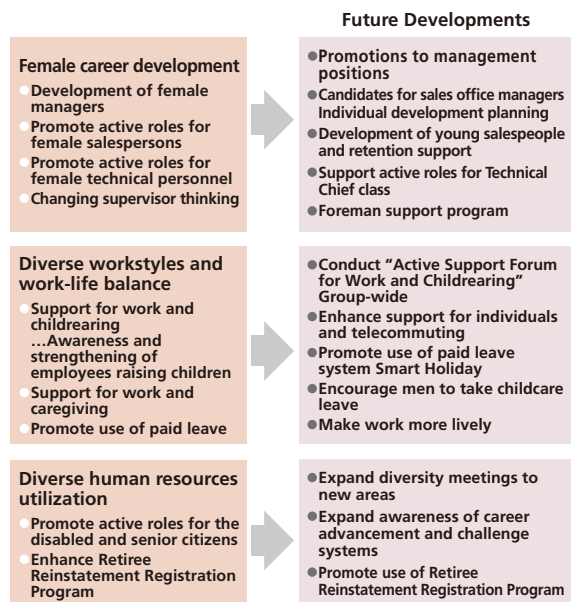 Future Developments
Female career development
●Development of female
managers
●Promote active roles for
female salespersons
●Promote active roles for
female technical personnel
●Changing supervisor thinking
●Promotions to management
positions
●Candidates for sales office managers
Individual development planning
●Development of young salespeople
and retention support
●Support active roles for Technical
Chief class
●Foreman support program
Diverse workstyles and
work-life balance
●Support for work and
childrearing
...Awareness and
strengthening of
employees raising children
●Support for work and
caregiving
●Promote use of paid leave
●Conduct “Active Support Forum
for Work and Childrearing”
Group-wide
●Enhance support for individuals
and telecommuting
●Promote use of paid leave
system Smart Holiday
●Encourage men to take childcare
leave
●Make work more lively
Diverse human resources
utilization
●Promote active roles for the
disabled and senior citizens
●Enhance Retiree
Reinstatement Registration
Program
●Expand diversity meetings to
new areas
●Expand awareness of career
advancement and challenge
systems
●Promote use of Retiree
Reinstatement Registration Program